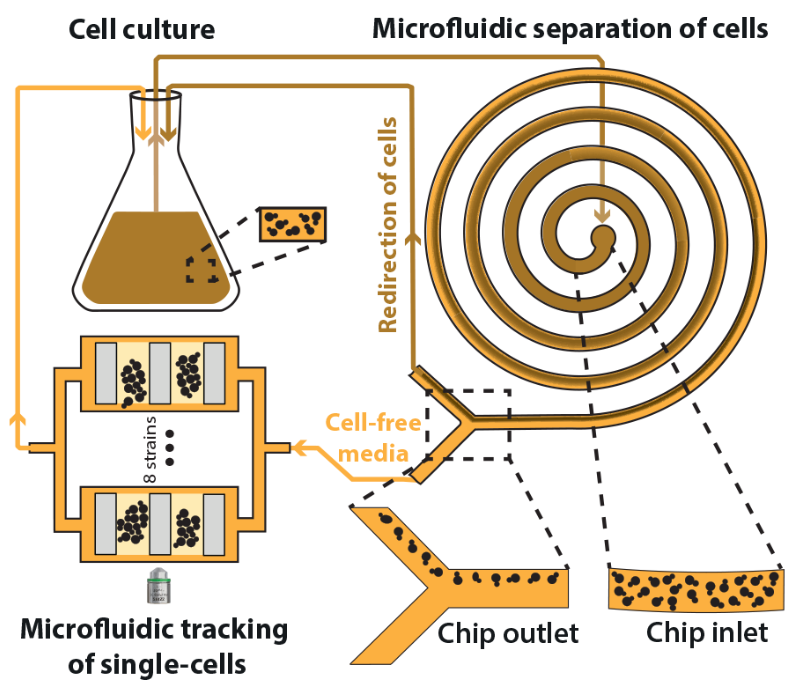 Cell culture
Microfluidic separation of cells
Redirection of cells
Cell-free
media
8 strains
Microfluidic tracking
of single-cells
Chip outlet
Chip inlet